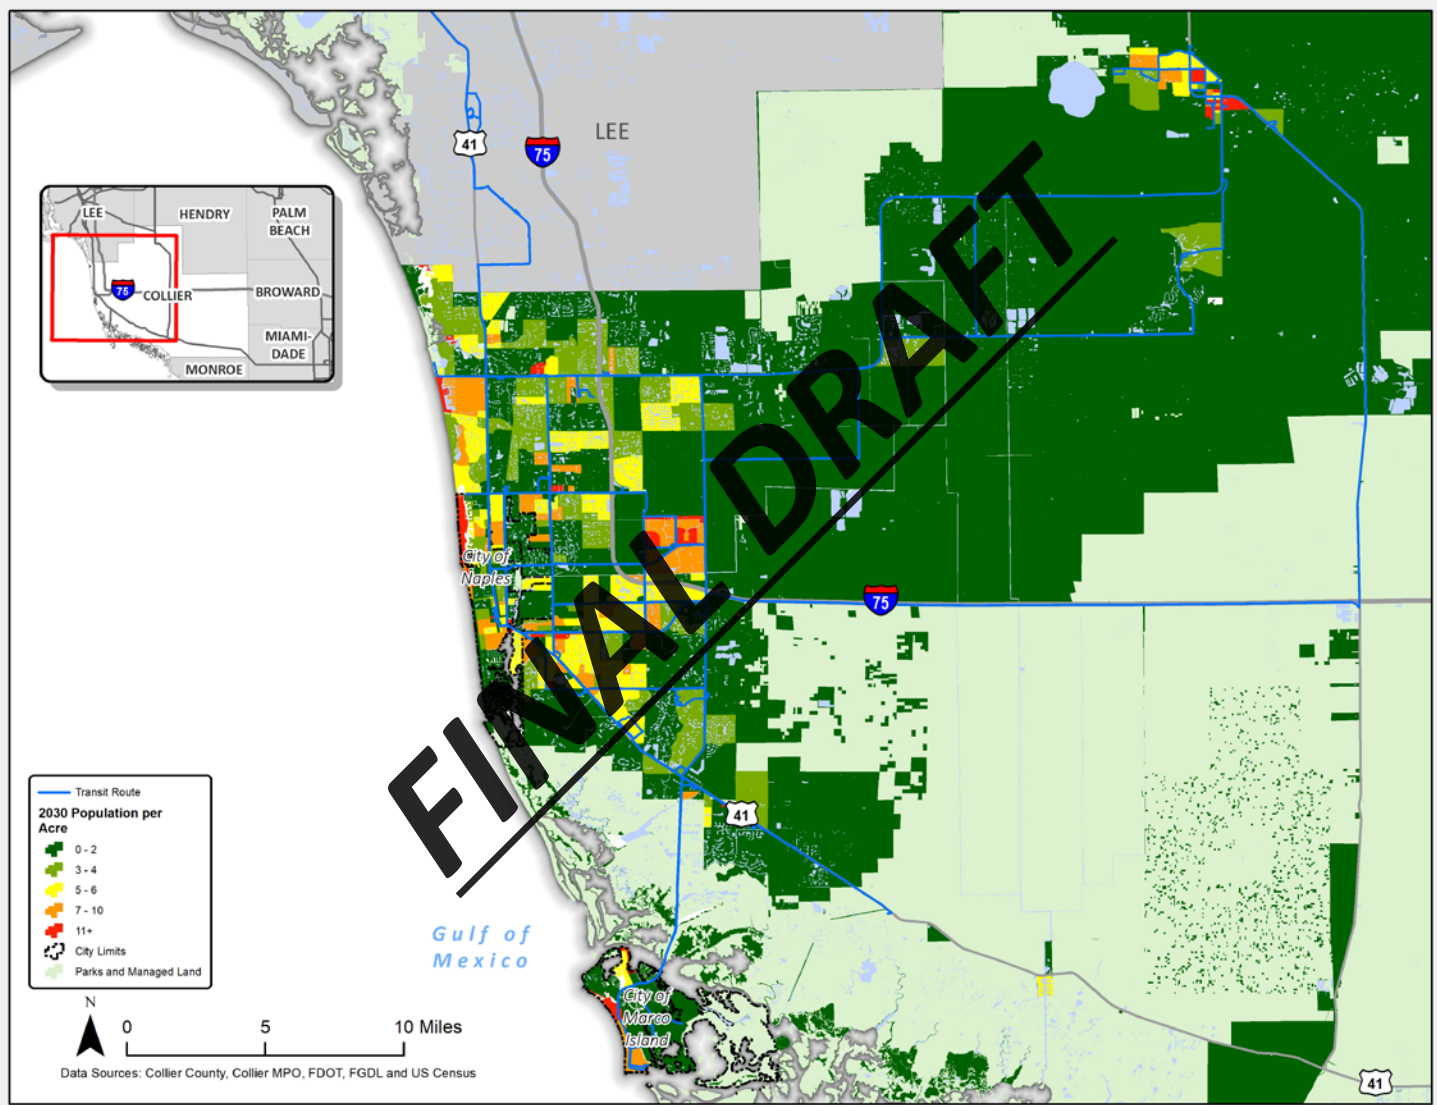 41
75
LEE
LEE
HENDRY
PALM
BEACH
75
COLLIER
BROWARD
MIAMI-
DADE
MONROE
City of
Naples
75
FINAL DRAFT
41
Transit Route
2030 Population per
Acre
0 - 2
3 - 4
5 - 6
7 - 10
11+
City Limits
Parks and Managed Land
Gulf of
Mexico
City of
Marco
Island
N
0 5 10 Miles
Data Sources: Collier County, Collier MPO, FDOT, FGDL and US Census
41